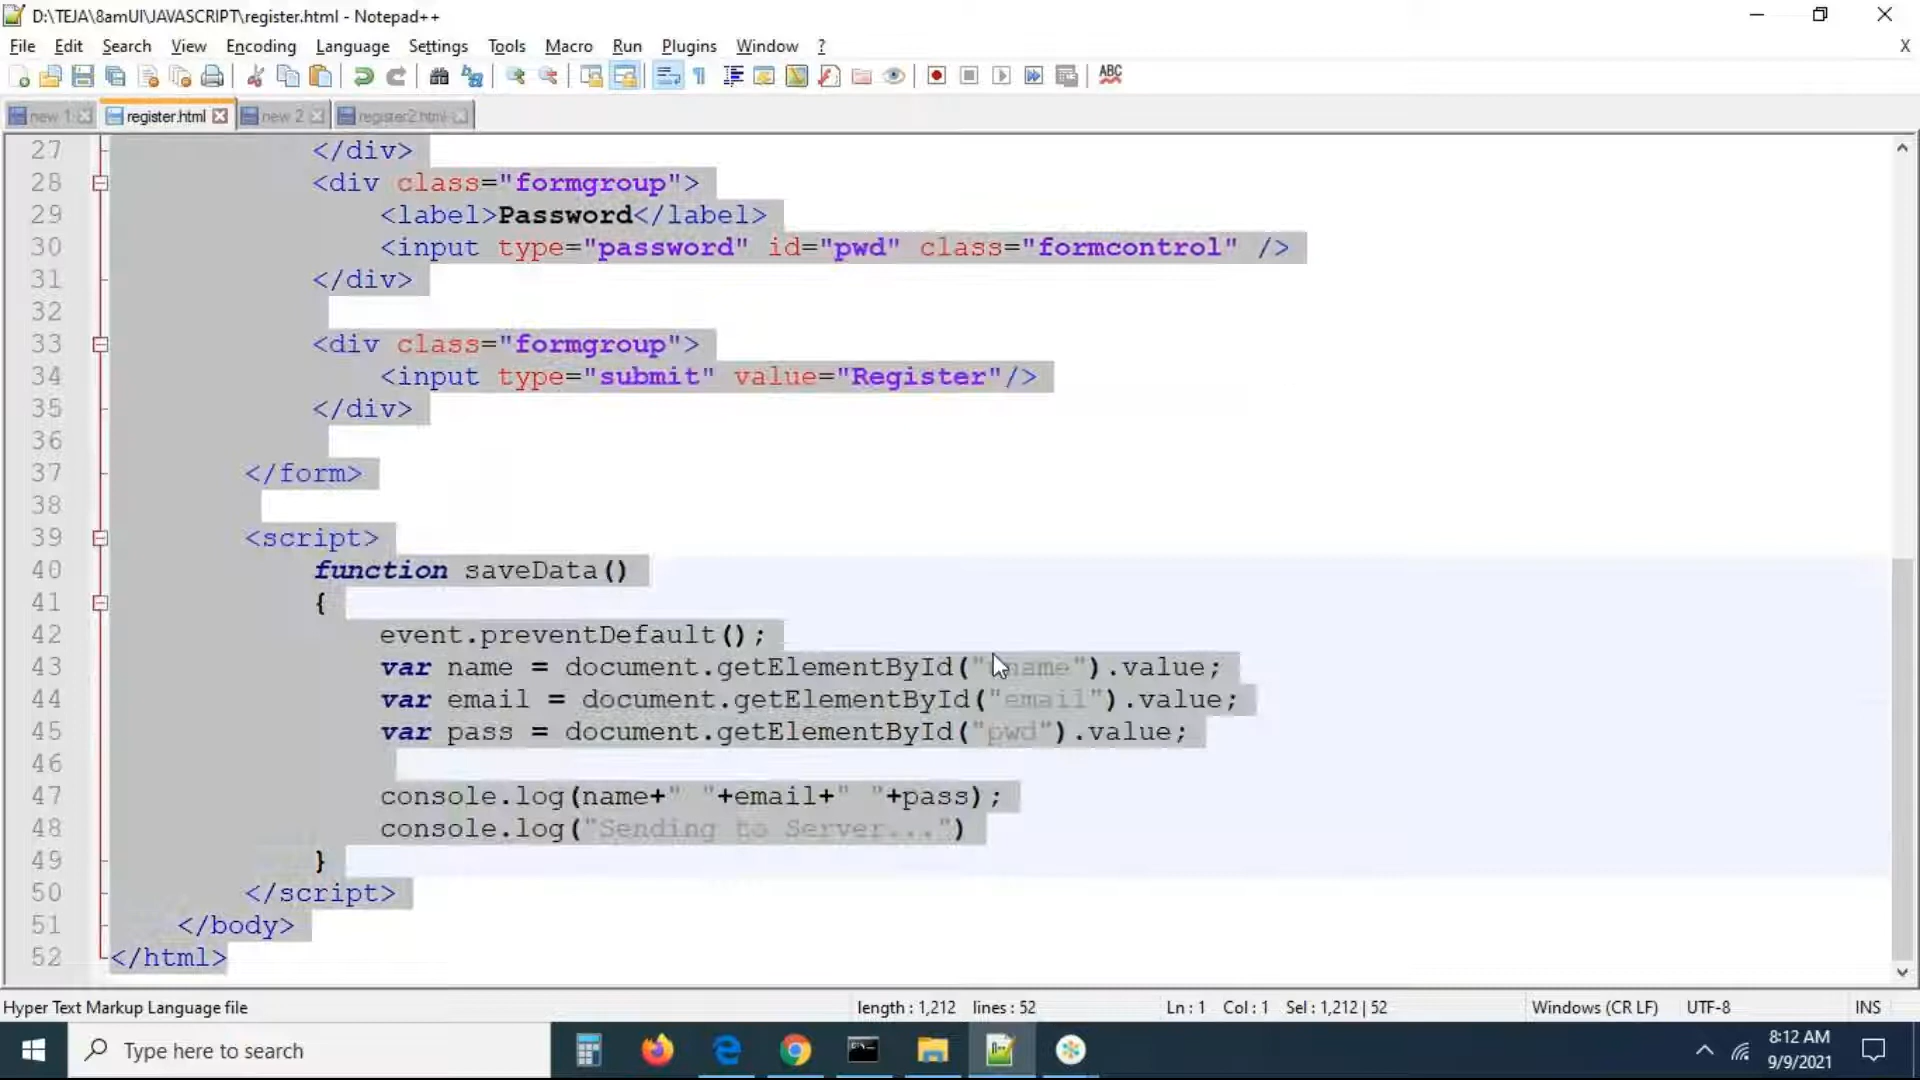 D:\TEJA\8amUI\JAVASCRIPT\register.html - Notepad++
File Edit Search View Encoding Language Settings Tools Macro Run Plugins Window ? X
ABC
new 1 register.html new 2 register2.html
27 </div>
28 <div class="formgroup">
29 <label>Password</label>
30 <input type="password" id="pwd" class="formcontrol" />
31 </div>
32
33 <div class="formgroup">
34 <input type="submit" value="Register"/>
35 </div>
36
37 </form>
38
39 <script>
40 function saveData()
41 {
42 event.preventDefault();
43 var name = document.getElementById(" name").value;
44 var email = document.getElementById("email").value;
45 var pass = document.getElementById("pwd").value;
46
47 console.log(name+" "+email+" "+pass);
48 console.log("Sending to Server...")
49 }
50 </script>
51 </body>
52 </html>
Hyper Text Markup Language file length : 1,212 lines : 52 Ln : 1 Col : 1 Sel : 1,212 | 52 Windows (CR LF) UTF-8 INS
Type here to search
8:12 AM
9/9/2021